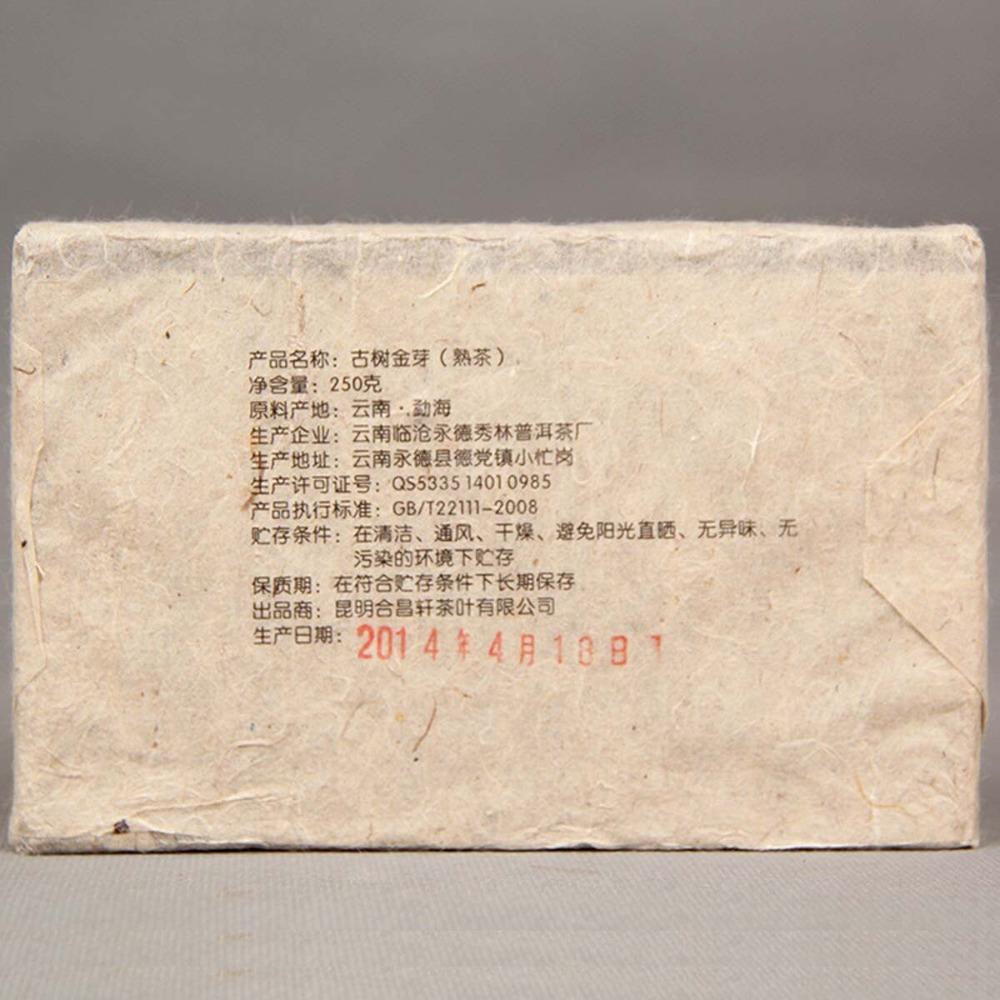 产品名称：古树金芽（熟茶）
净含量：250克
原料产地：云南·勐海
生产企业：云南临沧永德秀林普洱茶厂
生产地址：云南永德县德党镇小忙岗
生产许可证号：QS5335 1401 0985
产品执行标准：GB/T22111-2008
贮存条件：在清洁、通风、干燥、避免阳光直晒、无异味、无
污染的环境下贮存
保质期：在符合贮存条件下长期保存
出品商：昆明合昌轩茶叶有限公司
生产日期：2014年4月18日1